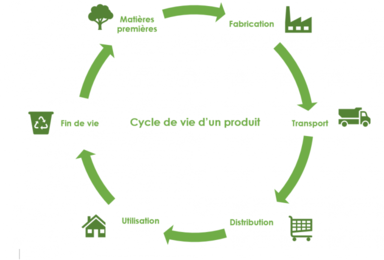 Matières
premières
Fabrication
Fin de vie
Cycle de vie d'un produit
Transport
Utilisation
Distribution